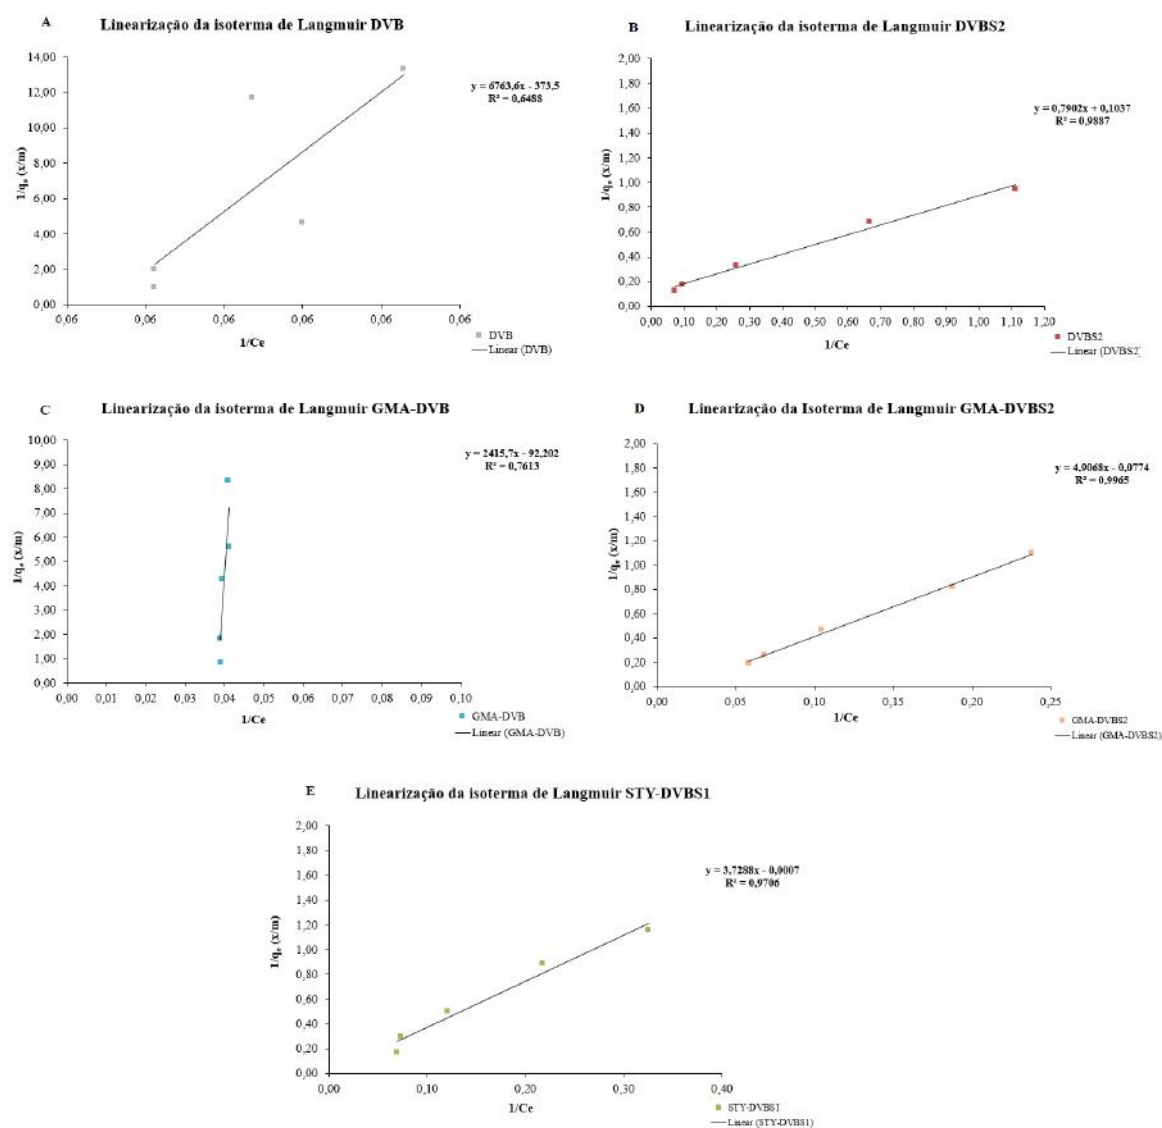 A
Linearização da isoterma de Langmuir DVB
14,00
12,00
10,00
8,00
6,00
4,00
2,00
0,00
1/qₑ (x/m)
y = 6763,6x - 373,5
R² = 0,6488
0,06 0,06 0,06 0,06 0,06 0,06
1/Ce
DVB
Linear (DVB)
B
Linearização da isoterma de Langmuir DVBS2
2,00
1,80
1,60
1,40
1,20
1,00
0,80
0,60
0,40
0,20
0,00
1/qₑ (x/m)
y = 0,7902x + 0,1037
R² = 0,9887
0,00 0,10 0,20 0,30 0,40 0,50 0,60 0,70 0,80 0,90 1,00 1,10 1,20
1/Ce
DVBS2
Linear (DVBS2)
C
Linearização da isoterma de Langmuir GMA-DVB
10,00
9,00
8,00
7,00
6,00
5,00
4,00
3,00
2,00
1,00
0,00
1/qₑ (x/m)
y = 2415,7x - 92,202
R² = 0,7613
0,00 0,01 0,02 0,03 0,04 0,05 0,06 0,07 0,08 0,09 0,10
1/Ce
GMA-DVB
Linear (GMA-DVB)
D
Linearização da Isoterma de Langmuir GMA-DVBS2
2,00
1,80
1,60
1,40
1,20
1,00
0,80
0,60
0,40
0,20
0,00
1/qₑ (x/m)
y = 4,9068x - 0,0774
R² = 0,9965
0,00 0,05 0,10 0,15 0,20 0,25
1/Ce
GMA-DVBS2
Linear (GMA-DVBS2)
E
Linearização da isoterma de Langmuir STY-DVBS1
2,00
1,80
1,60
1,40
1,20
1,00
0,80
0,60
0,40
0,20
0,00
1/qₑ (x/m)
y = 3,7288x - 0,0007
R² = 0,9706
0,00 0,10 0,20 0,30 0,40
1/Ce
STY-DVBS1
Linear (STY-DVBS1)